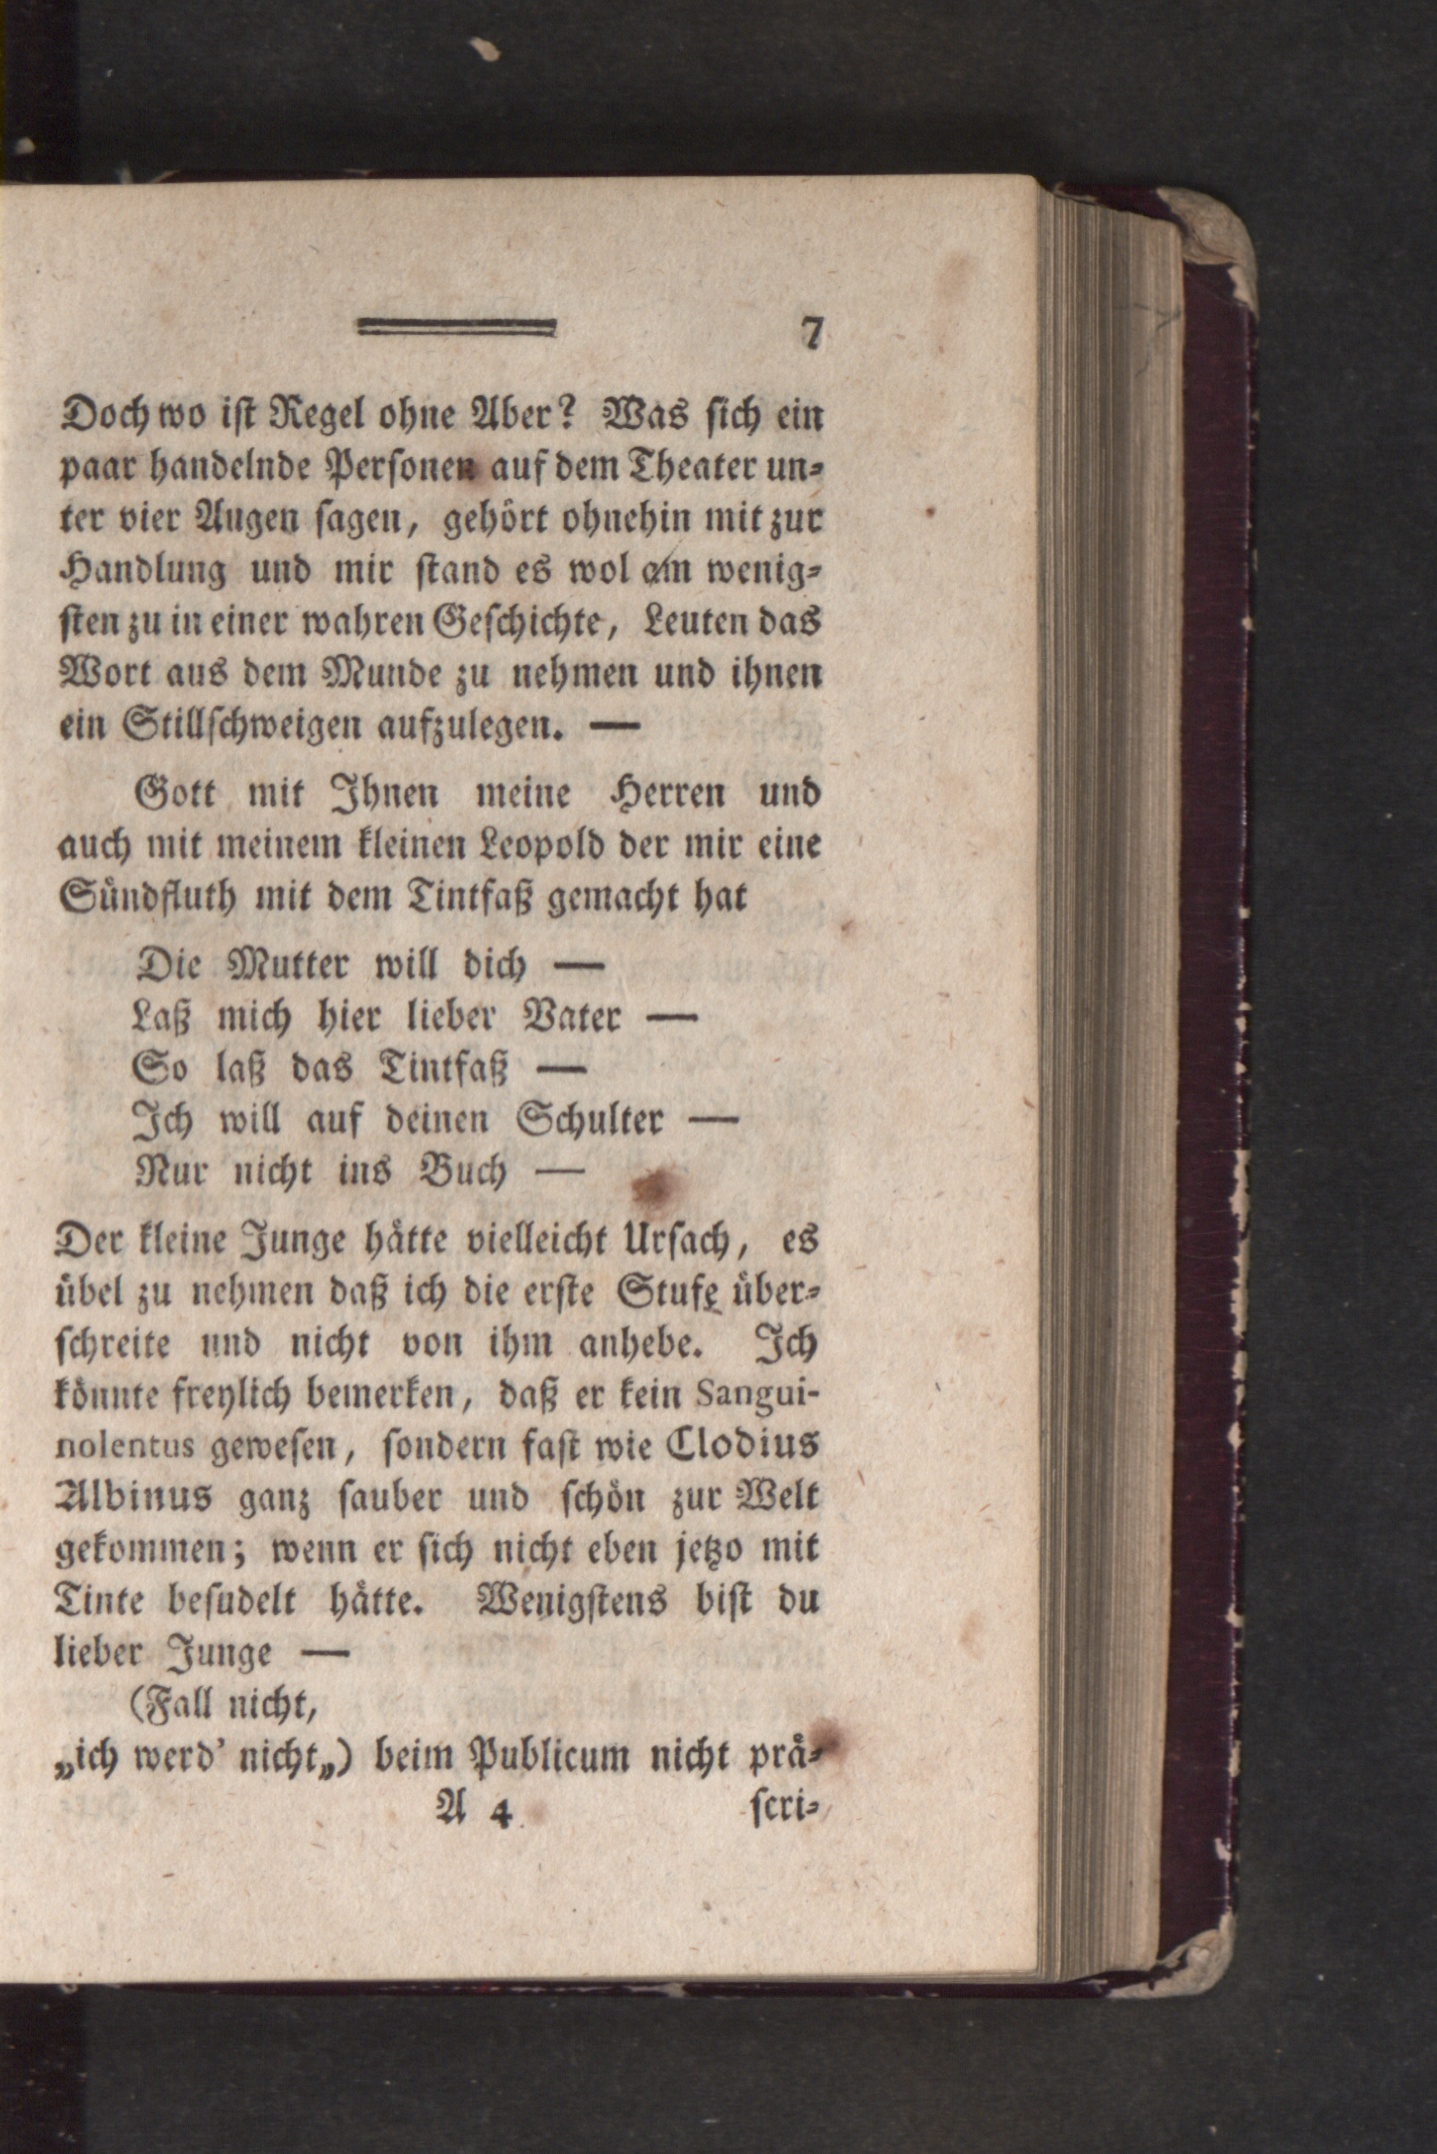 7
Doch wo ist Regel ohne Aber? Was sich ein
paar handelnde Personen auf dem Theater un-
ter vier Augen sagen, gehört ohnehin mit zur
Handlung und mir stand es wol am wenig-
sten zu in einer wahren Geschichte, Leuten das
Wort aus dem Munde zu nehmen und ihnen
ein Stillschweigen aufzulegen. —
Gott mit Ihnen meine Herren und
auch mit meinem kleinen Leopold der mir eine
Sündfluth mit dem Tintfaß gemacht hat
Die Mutter will dich —
Laß mich hier lieber Vater —
So laß das Tintfaß —
Ich will auf deinen Schulter —
Nur nicht ins Buch —
Der kleine Junge hätte vielleicht Ursach, es
übel zu nehmen daß ich die erste Stufe über-
schreite und nicht von ihm anhebe. Ich
könnte freylich bemerken, daß er kein Sangui-
nolentus gewesen, sondern fast wie Clodius
Albinus ganz sauber und schön zur Welt
gekommen; wenn er sich nicht eben jetzo mit
Tinte besudelt hätte. Wenigstens bist du
lieber Junge —
(Fall nicht,
„ich werd' nicht„) beim Publicum nicht prä-
A 4 scri-